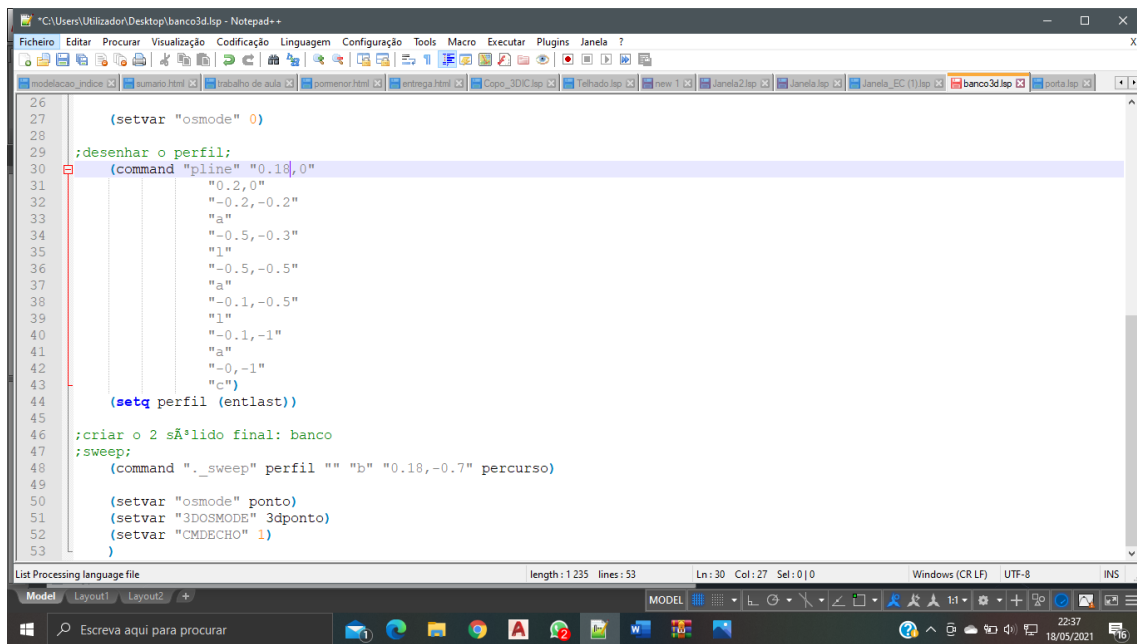 *C:\Users\Utilizador\Desktop\banco3d.lsp - Notepad++
Ficheiro Editar Procurar Visualização Codificação Linguagem Configuração Tools Macro Executar Plugins Janela ? X
modelacao_indice sumario.html trabalho de aula pomenor.html entrega.html Copo_3DIC.lsp Telhado.lsp new 1 Janela2.lsp Janela.lsp Janela_EC (1).lsp banco3d.lsp porta.lsp
26
27 (setvar "osmode" 0)
28
29 ;desenhar o perfil;
30 (command "pline" "0.18,0"
31 "0.2,0"
32 "-0.2,-0.2"
33 "a"
34 "-0.5,-0.3"
35 "l"
36 "-0.5,-0.5"
37 "a"
38 "-0.1,-0.5"
39 "l"
40 "-0.1,-1"
41 "a"
42 "-0,-1"
43 "c")
44 (setq perfil (entlast))
45
46 ;criar o 2 sÃ³lido final: banco
47 ;sweep;
48 (command "._sweep" perfil "" "b" "0.18,-0.7" percurso)
49
50 (setvar "osmode" ponto)
51 (setvar "3DOSMODE" 3dponto)
52 (setvar "CMDECHO" 1)
53 )
List Processing language file length : 1 235 lines : 53 Ln : 30 Col : 27 Sel : 0 | 0 Windows (CR LF) UTF-8 INS
Model Layout1 Layout2 + MODEL 1:1
Escreva aqui para procurar 22:37
18/05/2021